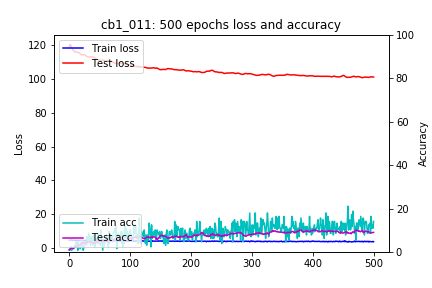 cb1_011: 500 epochs loss and accuracy
120
100
80
60
40
20
0
Loss
Train loss
Test loss
Train acc
Test acc
100
80
60
40
20
0
Accuracy
0 100 200 300 400 500